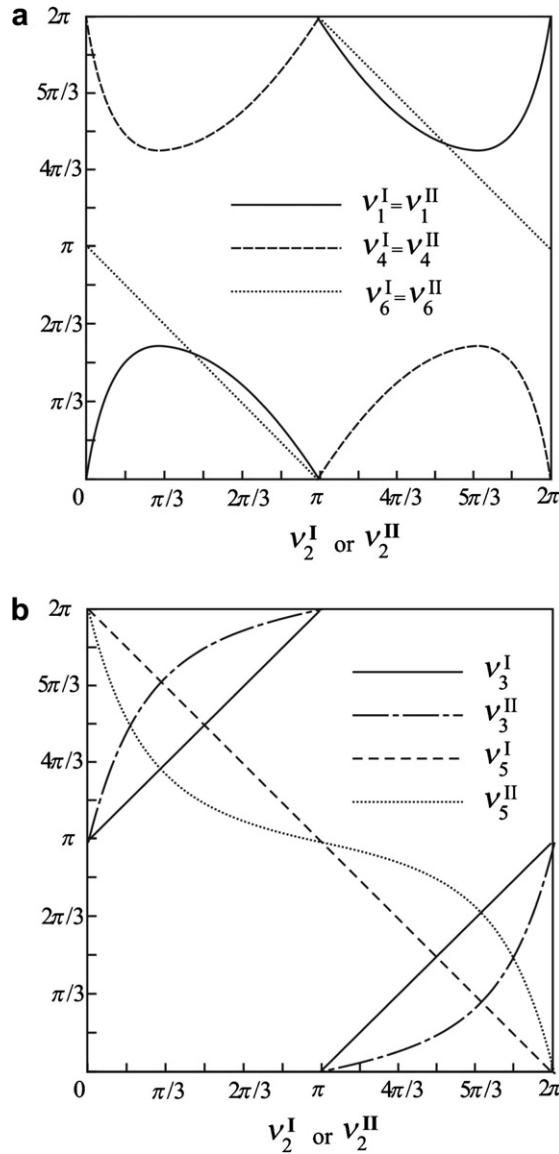 a
2π
5π/3
4π/3
π
2π/3
π/3
0
ν₁ᴵ=ν₁ᴵᴵ
ν₄ᴵ=ν₄ᴵᴵ
ν₆ᴵ=ν₆ᴵᴵ
π/3 2π/3 π 4π/3 5π/3 2π
ν₂ᴵ or ν₂ᴵᴵ
b
2π
5π/3
4π/3
π
2π/3
π/3
0
ν₃ᴵ
ν₃ᴵᴵ
ν₅ᴵ
ν₅ᴵᴵ
π/3 2π/3 π 4π/3 5π/3 2π
ν₂ᴵ or ν₂ᴵᴵ